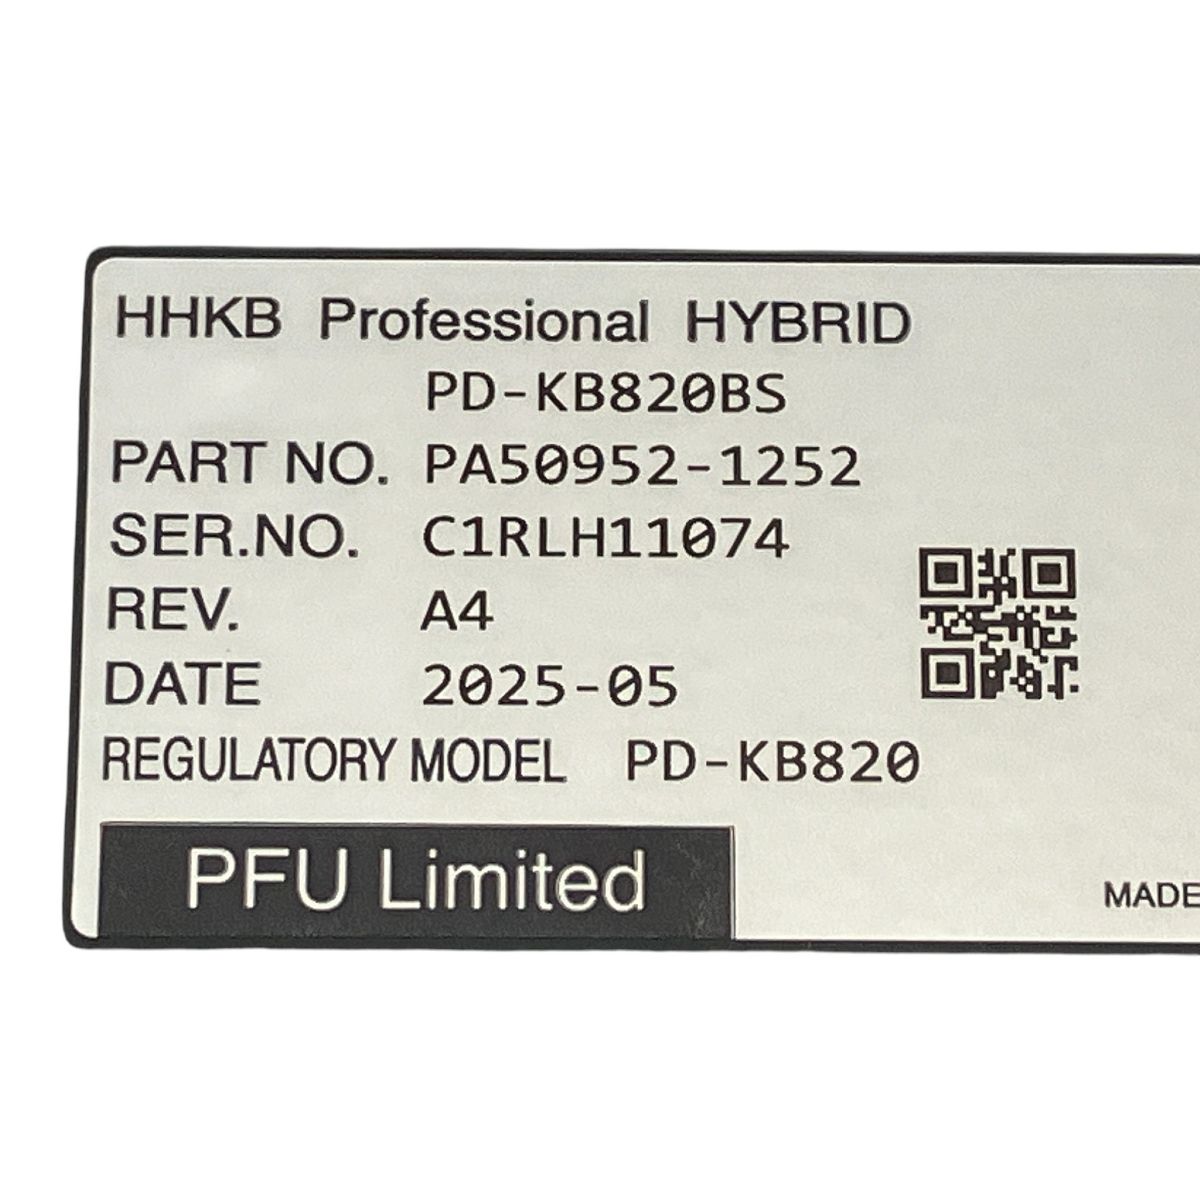 HHKB Professional HYBRID
PD-KB820BS
PART NO. PA50952-1252
SER.NO. C1RLH11074
REV. A4
DATE 2025-05
REGULATORY MODEL PD-KB820
PFU Limited
MADE